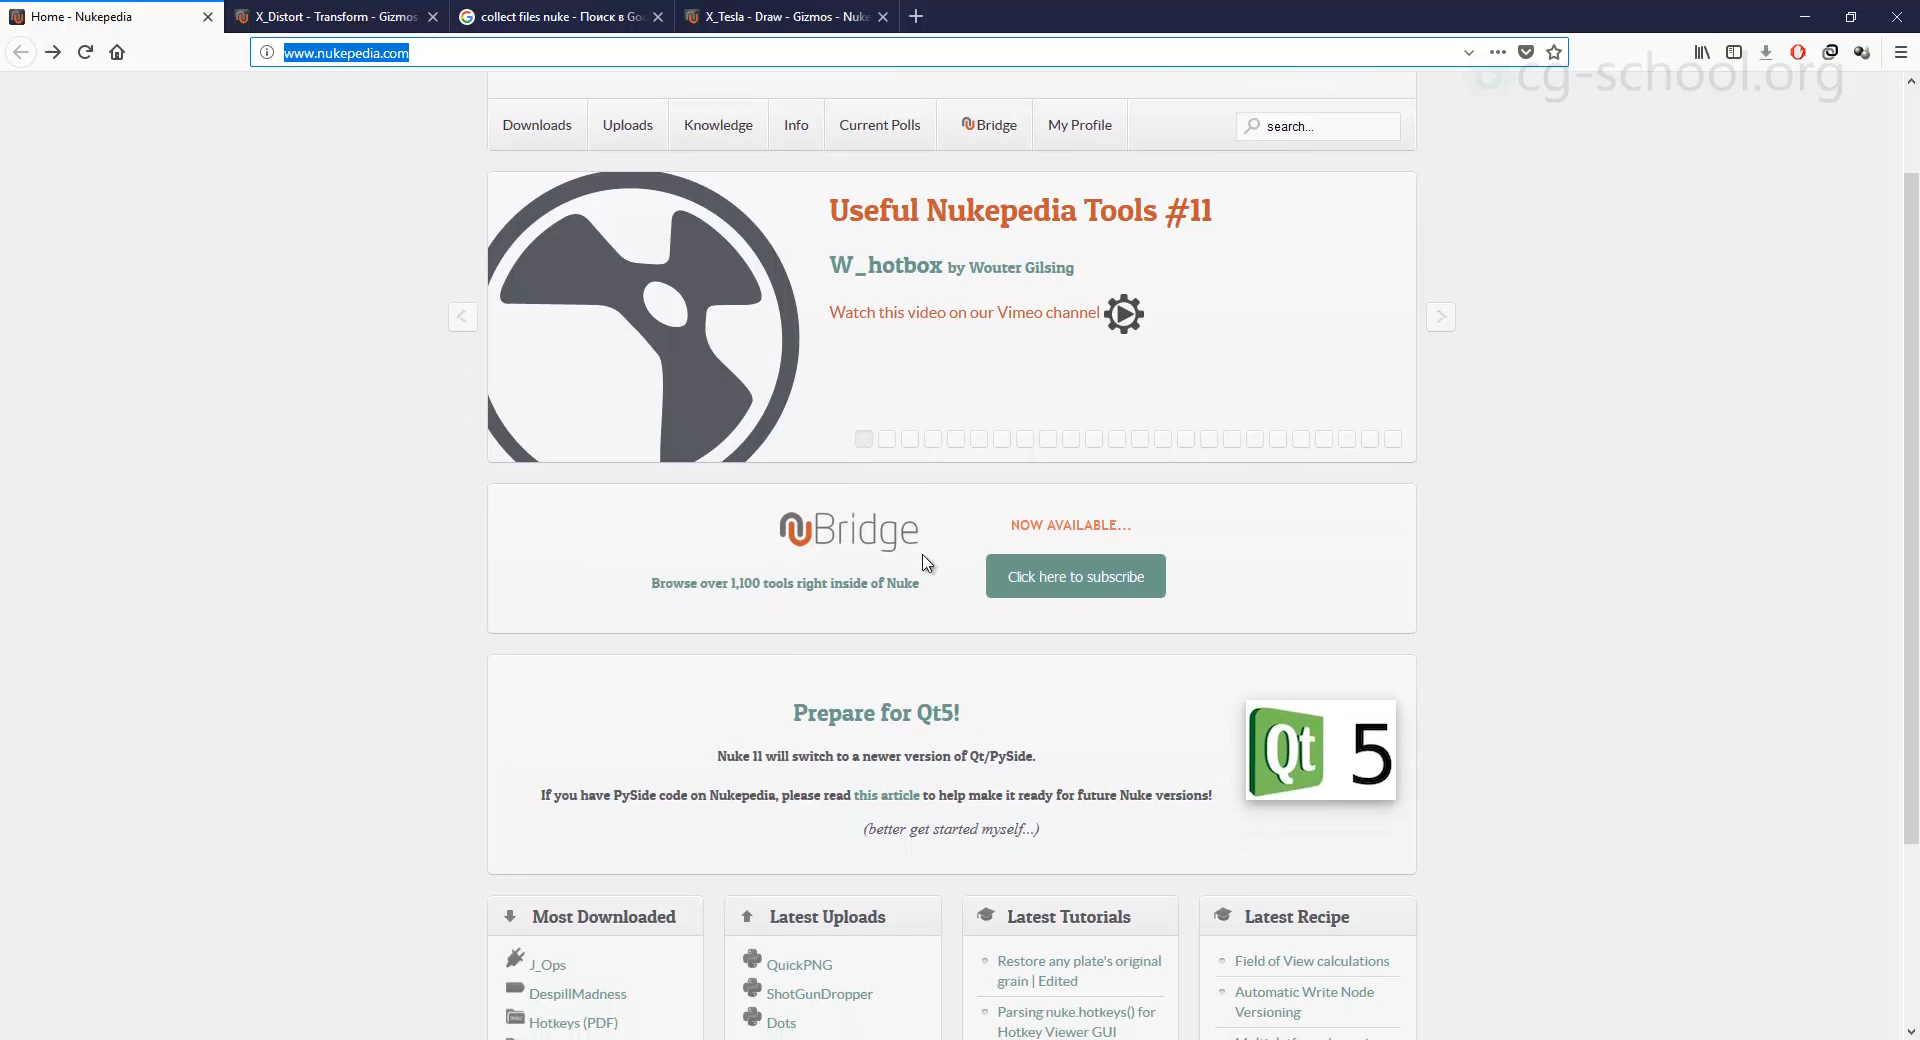 Home - Nukepedia
X_Distort - Transform - Gizmos
collect files nuke - Поиск в Goo
X_Tesla - Draw - Gizmos - Nuke
www.nukepedia.com
cg-school.org
Downloads
Uploads
Knowledge
Info
Current Polls
Bridge
My Profile
search...
Useful Nukepedia Tools #11
W_hotbox by Wouter Gilsing
Watch this video on our Vimeo channel
Bridge
NOW AVAILABLE...
Browse over 1,100 tools right inside of Nuke
Click here to subscribe
Prepare for Qt5!
Nuke 11 will switch to a newer version of Qt/PySide.
If you have PySide code on Nukepedia, please read this article to help make it ready for future Nuke versions!
(better get started myself...)
Qt 5
Most Downloaded
J_Ops
DespillMadness
Hotkeys (PDF)
Latest Uploads
QuickPNG
ShotGunDropper
Dots
Latest Tutorials
Restore any plate's original
grain | Edited
Parsing nuke.hotkeys() for
Hotkey Viewer GUI
Latest Recipe
Field of View calculations
Automatic Write Node
Versioning